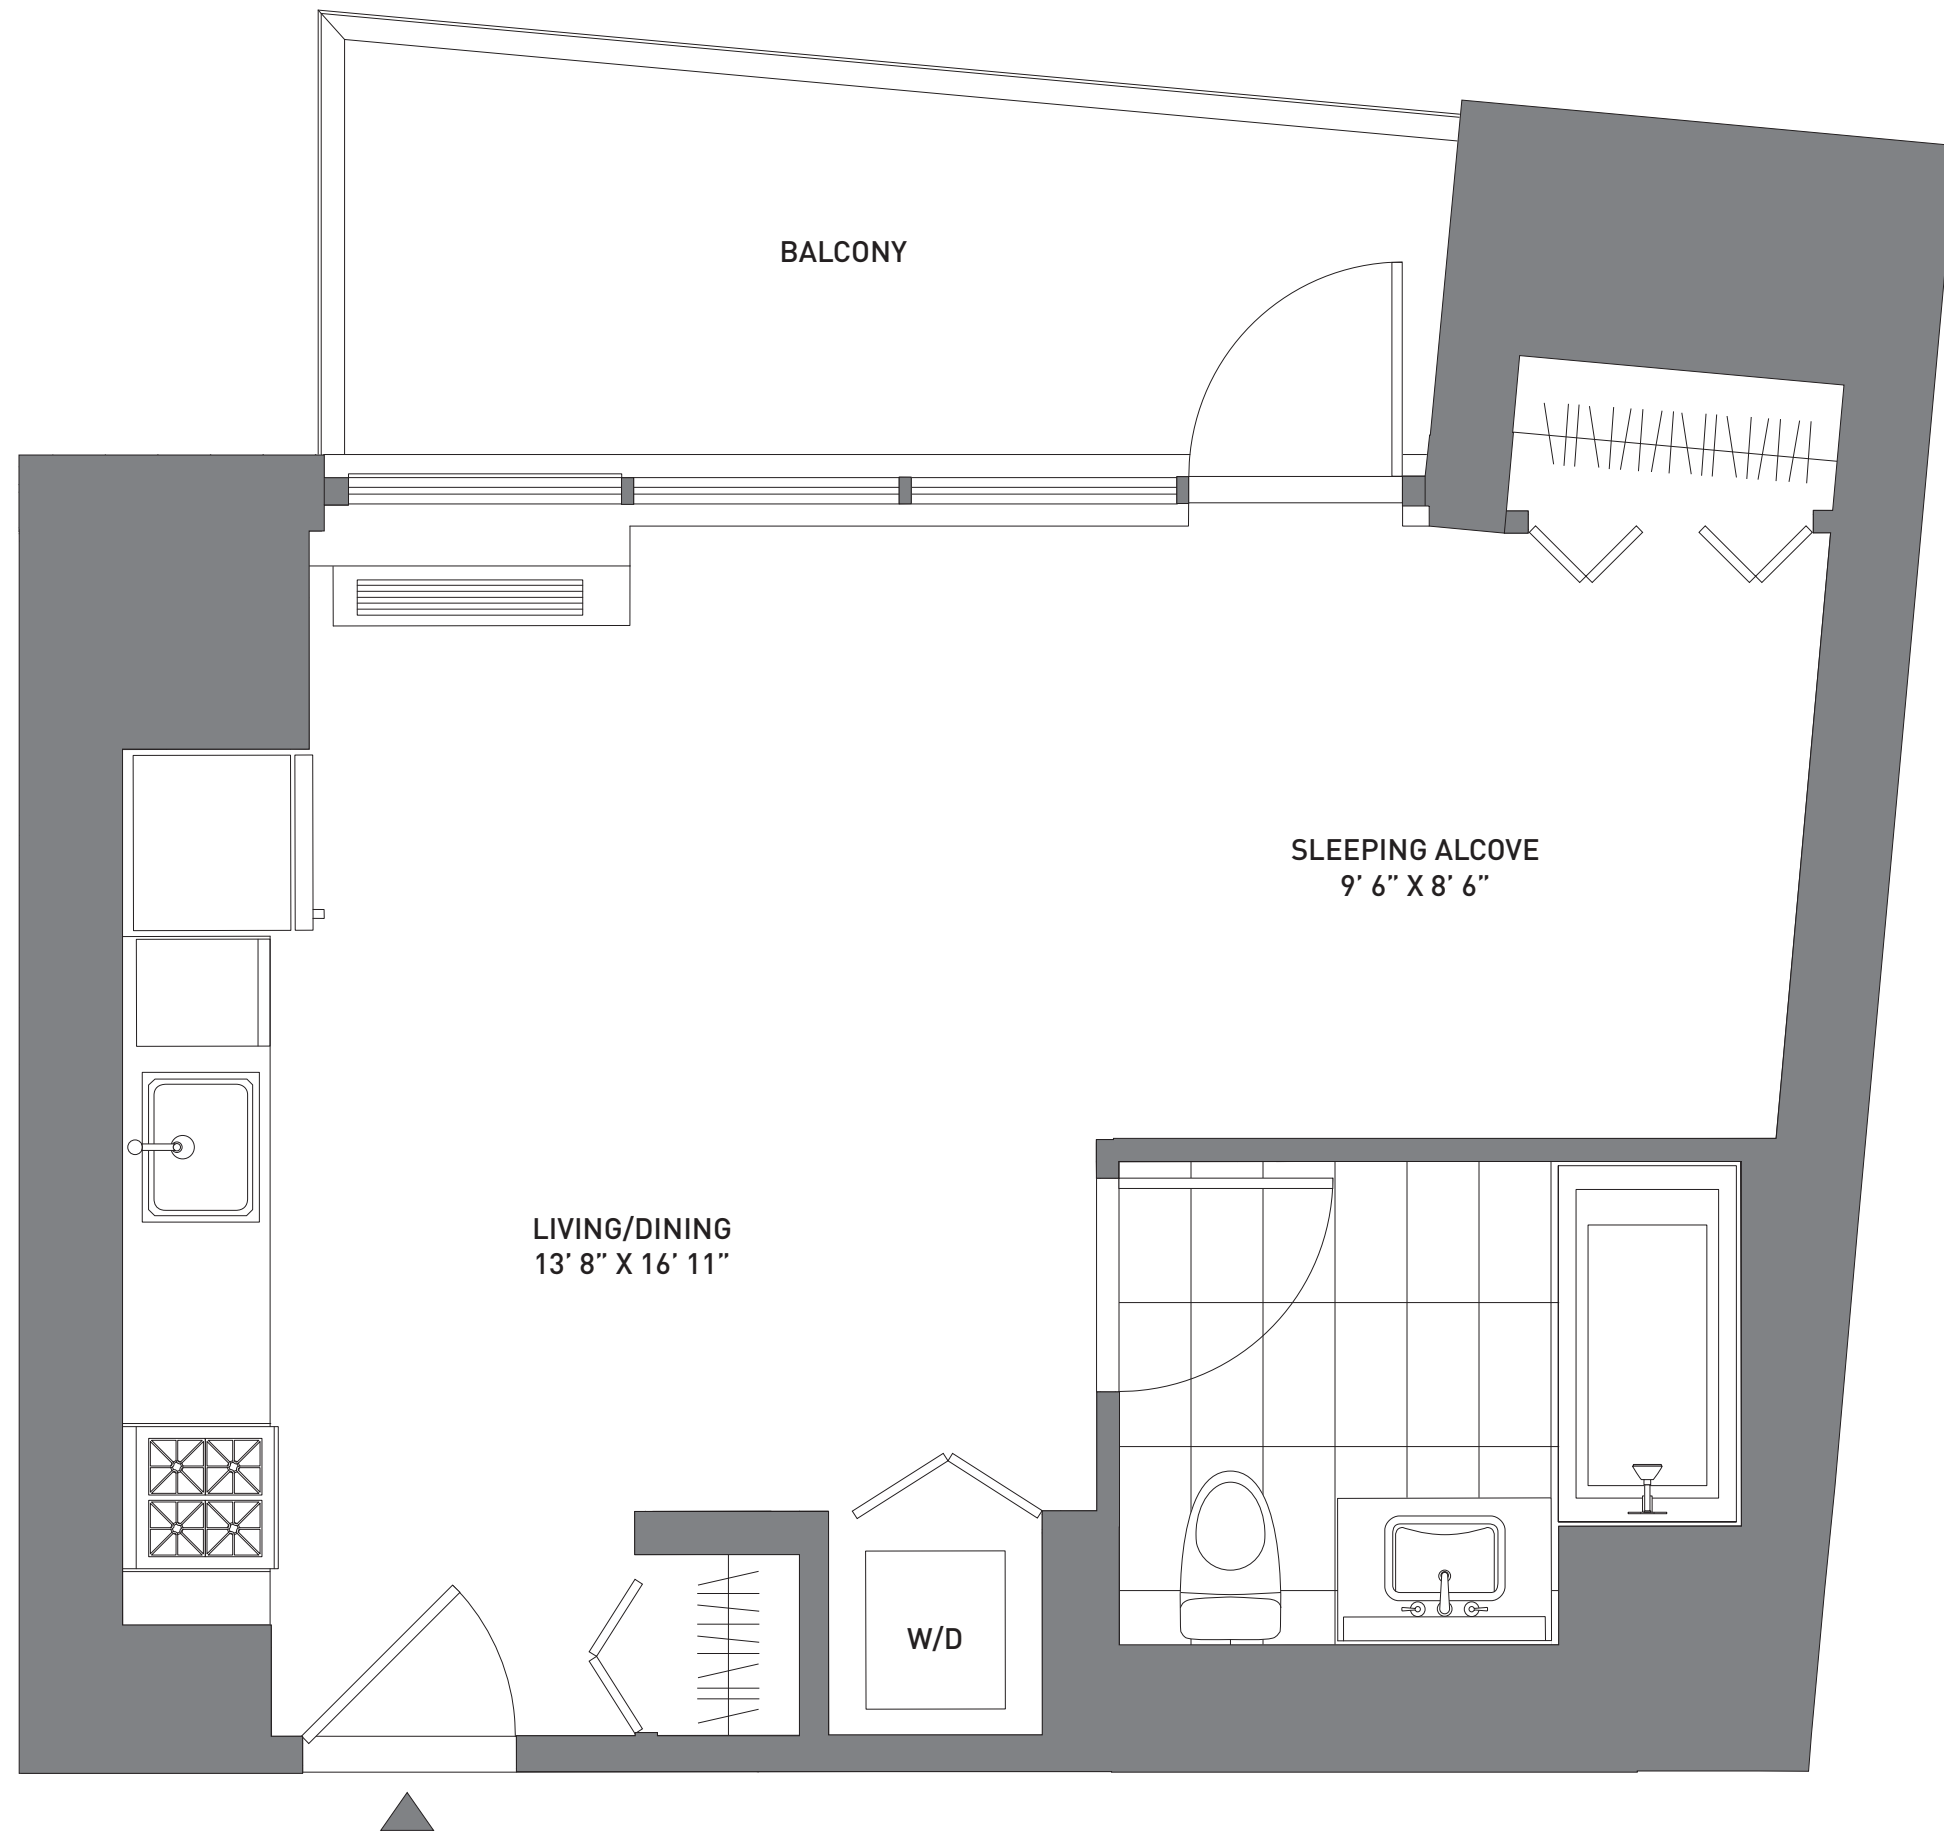 BALCONY
SLEEPING ALCOVE
9’ 6” X 8’ 6”
LIVING/DINING
13’ 8” X 16’ 11”
W/D